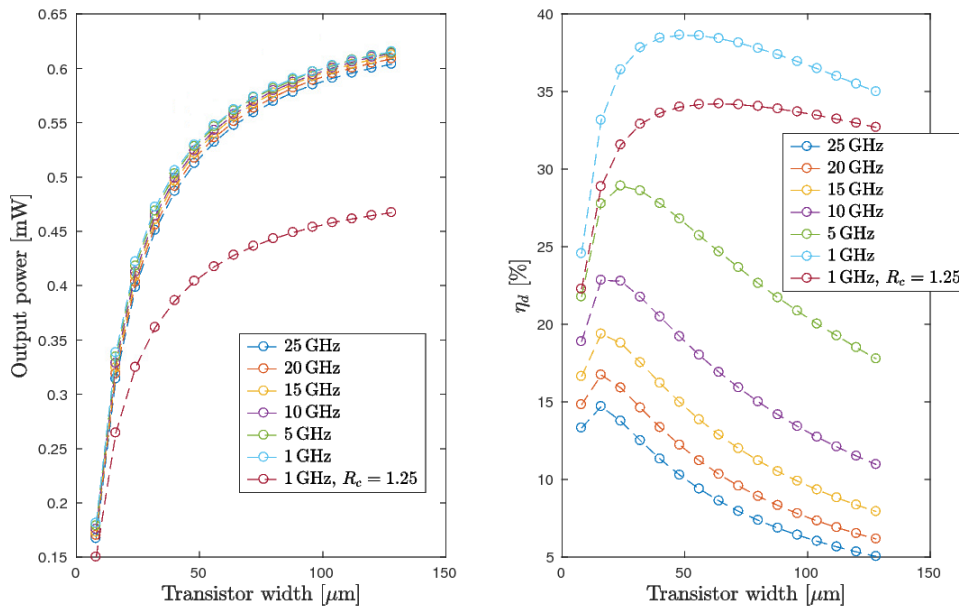 0.65
0.6
0.55
0.5
0.45
0.4
0.35
0.3
0.25
0.2
0.15
0
50
100
150
Output power [mW]
Transistor width [μm]
25 GHz
20 GHz
15 GHz
10 GHz
5 GHz
1 GHz
1 GHz, R_c = 1.25
40
35
30
25
20
15
10
5
0
50
100
150
η_d [%]
Transistor width [μm]
25 GHz
20 GHz
15 GHz
10 GHz
5 GHz
1 GHz
1 GHz, R_c = 1.25